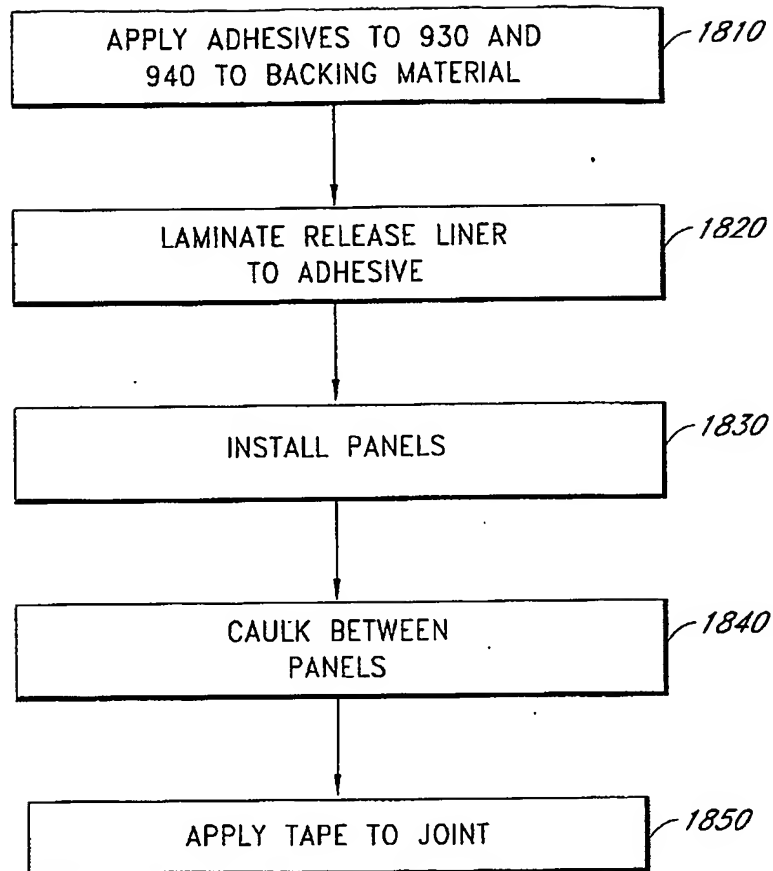 APPLY ADHESIVES TO 930 AND
940 TO BACKING MATERIAL
1810
LAMINATE RELEASE LINER
TO ADHESIVE
1820
INSTALL PANELS
1830
CAULK BETWEEN
PANELS
1840
APPLY TAPE TO JOINT
1850